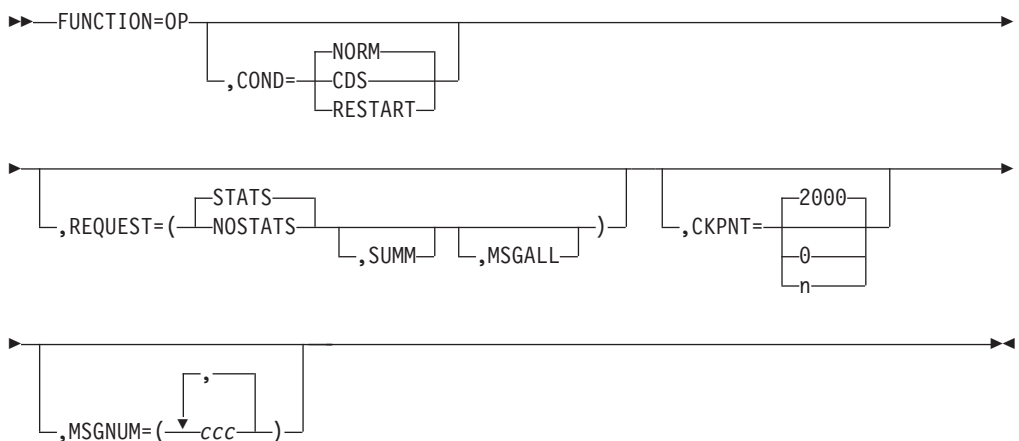 FUNCTION=OP
NORM
,COND= CDS
RESTART
STATS 2000
,REQUEST=( NOSTATS ) ,CKPNT=
,SUMM ,MSGALL 0
n
,
,MSGNUM=( ccc )